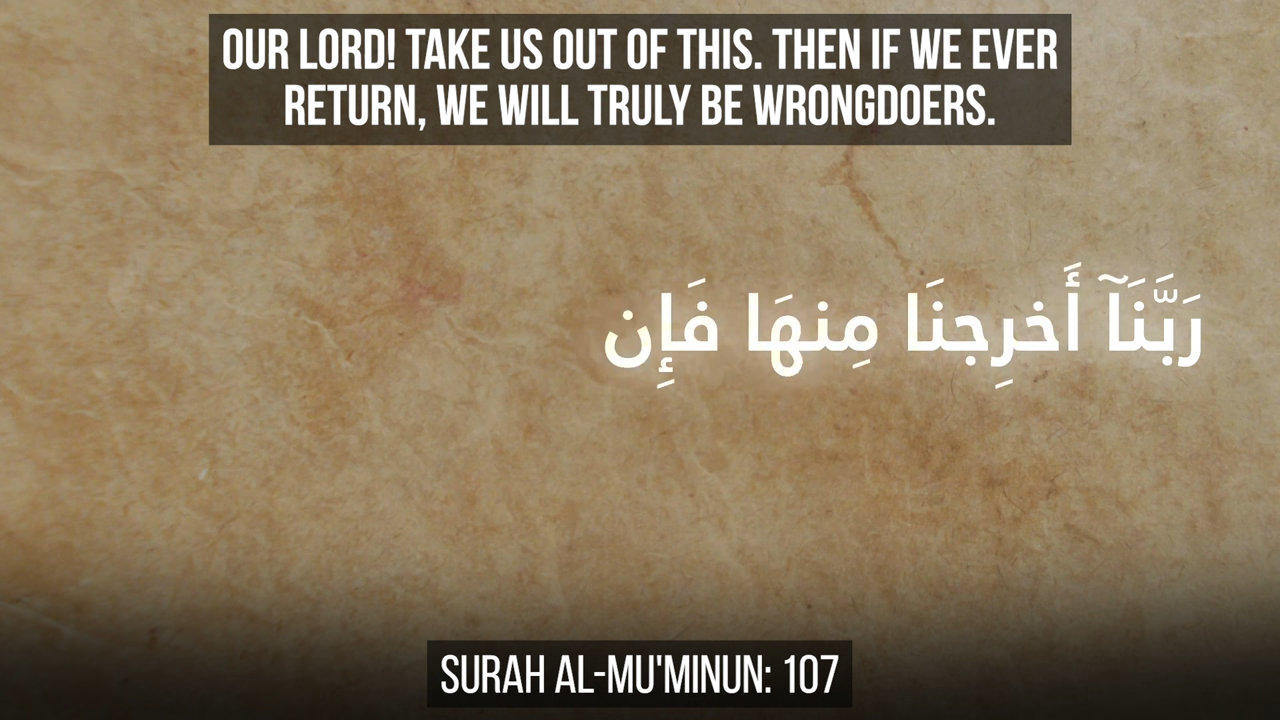 OUR LORD! TAKE US OUT OF THIS. THEN IF WE EVER
RETURN, WE WILL TRULY BE WRONGDOERS.
رَبَّنَآ أَخرِجنَا مِنهَا فَإِن
SURAH AL-MU'MINUN: 107